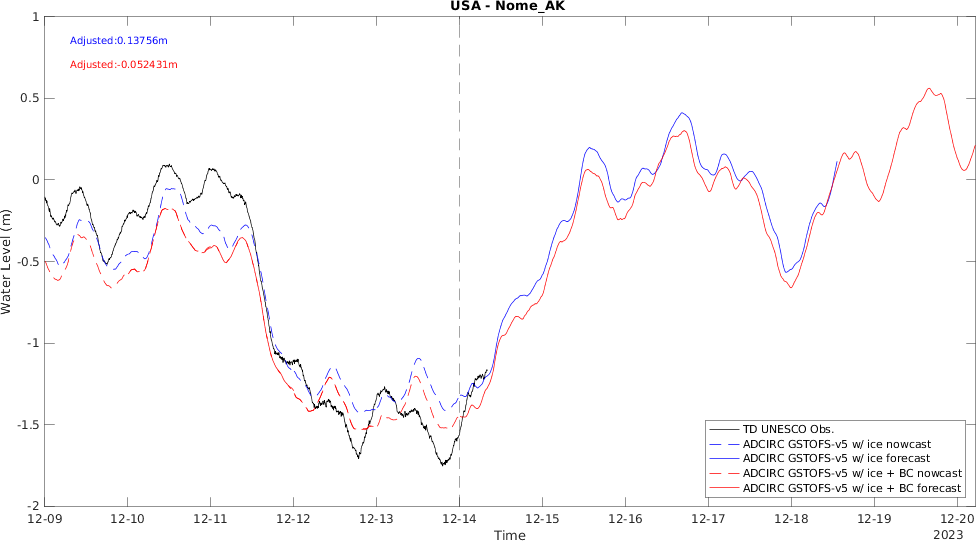 USA - Nome_AK
Adjusted:0.13756m
Adjusted:-0.052431m
Water Level (m)
1
0.5
0
-0.5
-1
-1.5
-2
TD UNESCO Obs.
ADCIRC GSTOFS-v5 w/ ice nowcast
ADCIRC GSTOFS-v5 w/ ice forecast
ADCIRC GSTOFS-v5 w/ ice + BC nowcast
ADCIRC GSTOFS-v5 w/ ice + BC forecast
12-09 12-10 12-11 12-12 12-13 12-14 12-15 12-16 12-17 12-18 12-19 12-20
Time
2023